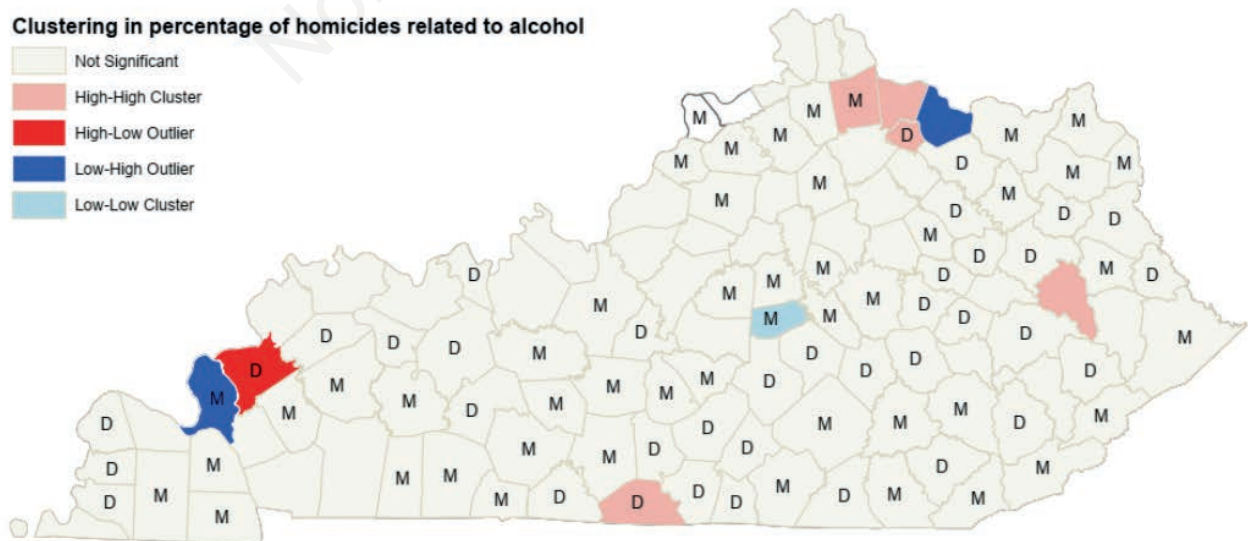 Clustering in percentage of homicides related to alcohol
Not Significant
High-High Cluster
High-Low Outlier
Low-High Outlier
Low-Low Cluster
M M M M D M M
M M D M M
M M M D D
D M D D
D M M M D M D
M M M M D D M
M D M D D
D D D M D D D
D M M M M D D
M M M D M
D M D D M M M D M
D M M D D
D M M M M D D M
D M M M D D D D M D M M